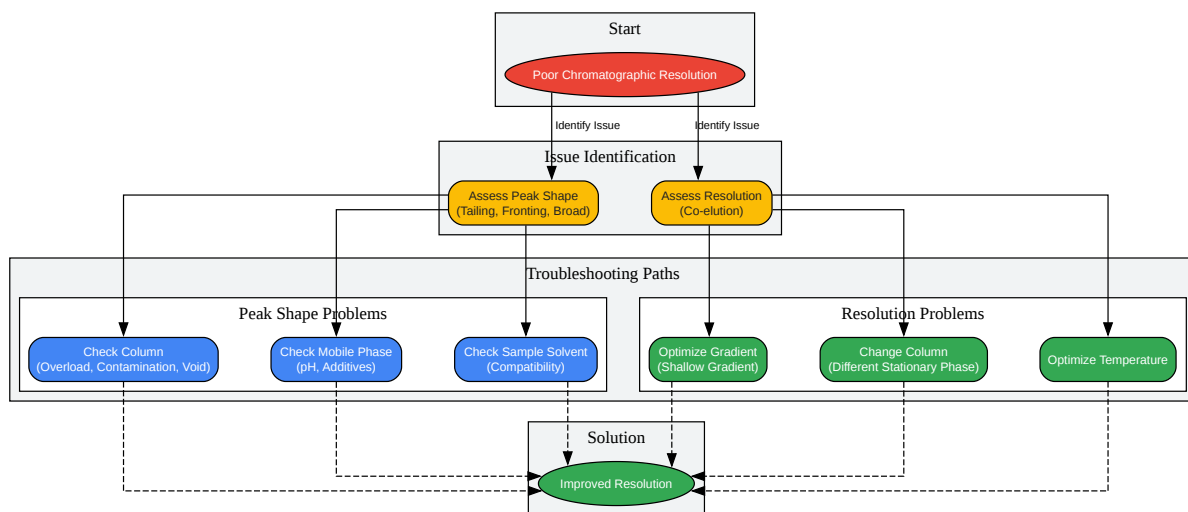 Start
Poor Chromatographic Resolution
Identify Issue
Identify Issue
Issue Identification
Assess Peak Shape
(Tailing, Fronting, Broad)
Assess Resolution
(Co-elution)
Troubleshooting Paths
Peak Shape Problems
Resolution Problems
Check Column
(Overload, Contamination, Void)
Check Mobile Phase
(pH, Additives)
Check Sample Solvent
(Compatibility)
Optimize Gradient
(Shallow Gradient)
Change Column
(Different Stationary Phase)
Optimize Temperature
Solution
Improved Resolution